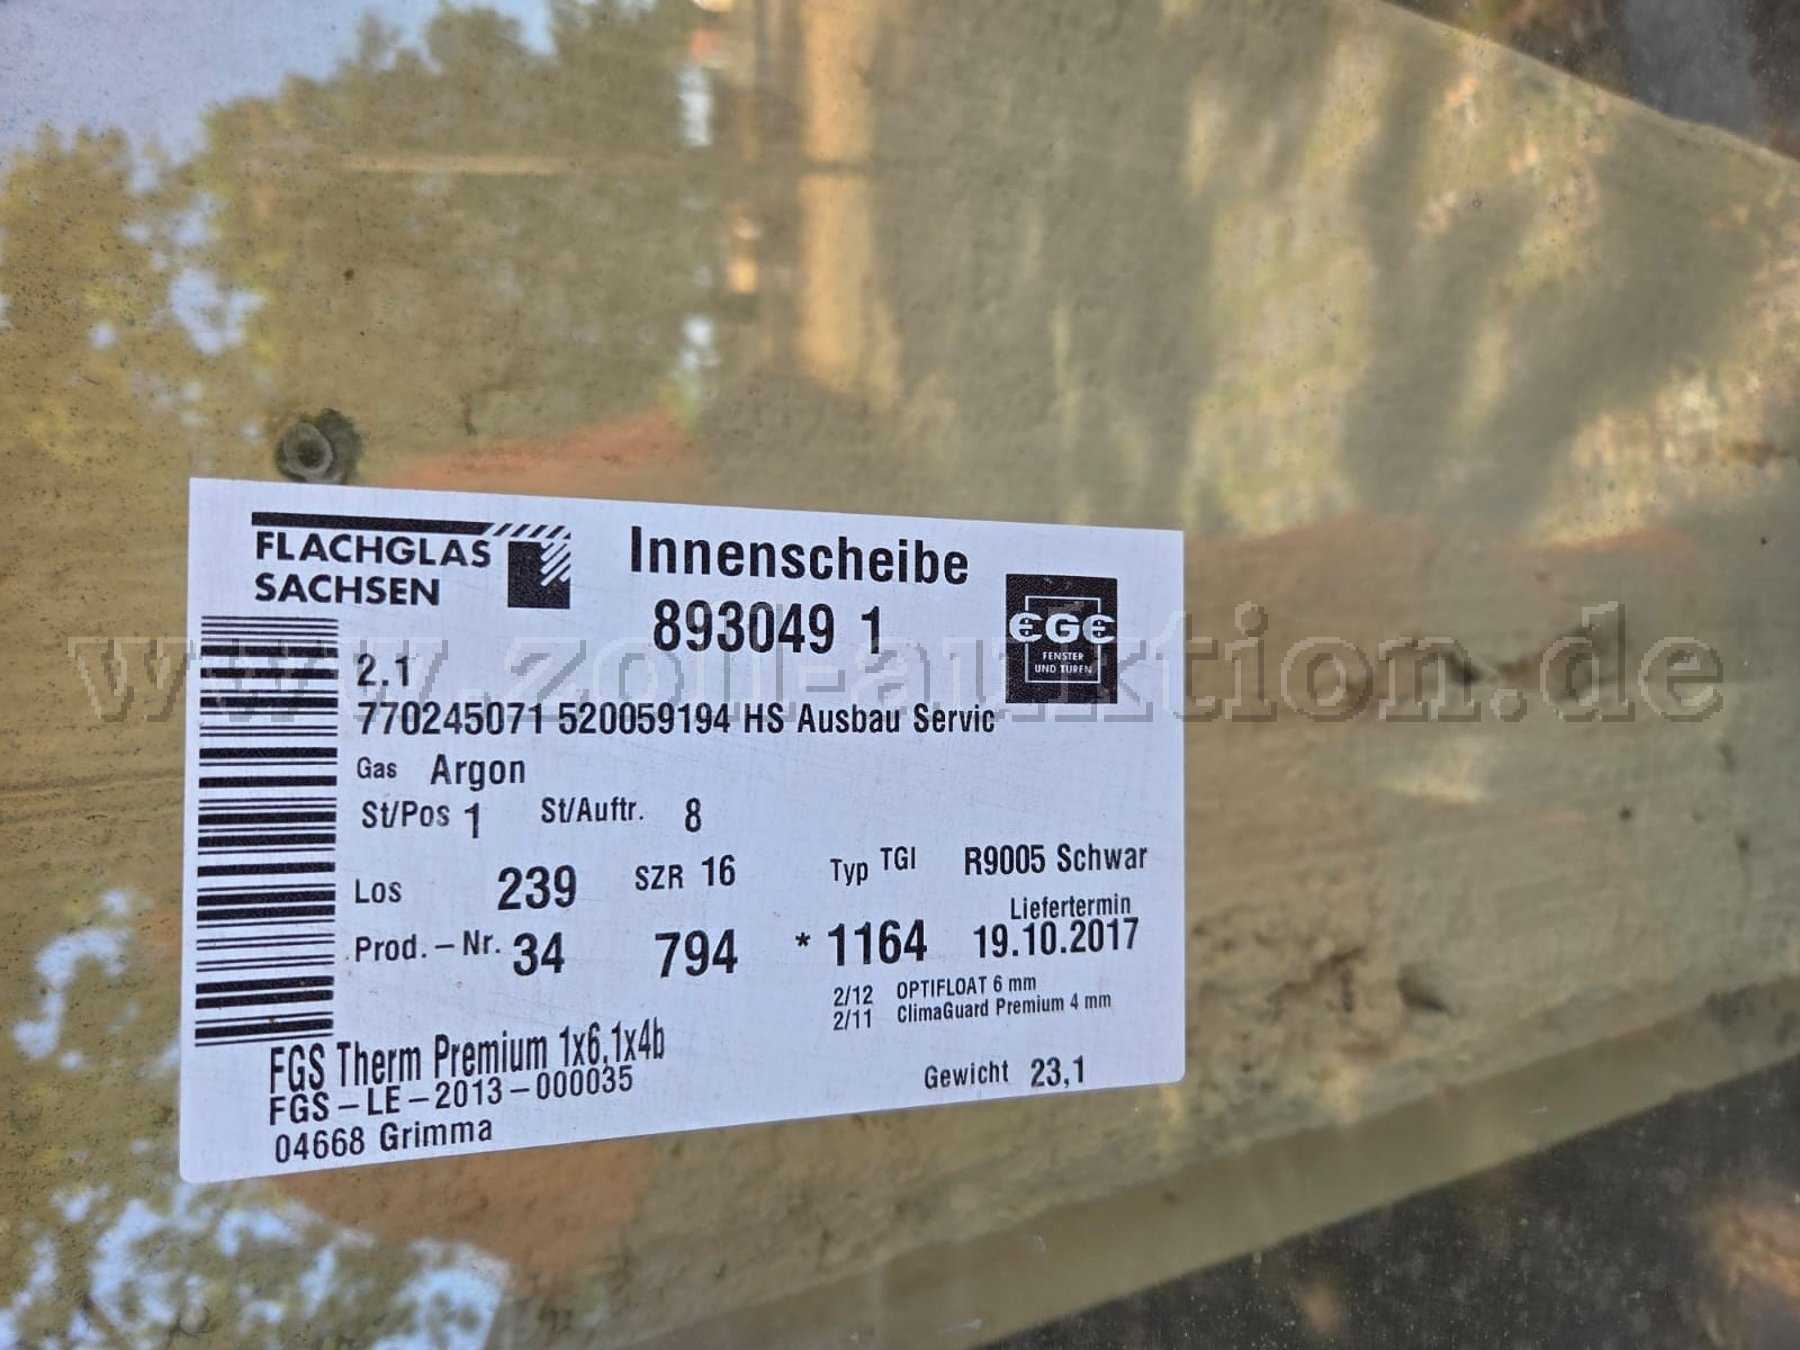 FLACHGLAS
SACHSEN
Innenscheibe
893049 1
EGE
FENSTER
UND TÜREN
www.zoll-auktion.de
2.1
770245071 520059194 HS Ausbau Servic
Gas Argon
St/Pos 1 St/Auftr. 8
Los 239 SZR 16 Typ TGI R9005 Schwar
Liefertermin
Prod.-Nr. 34 794 * 1164 19.10.2017
2/12 OPTIFLOAT 6 mm
2/11 ClimaGuard Premium 4 mm
FGS Therm Premium 1x6,1x4b
FGS-LE-2013-000035
Gewicht 23,1
04668 Grimma